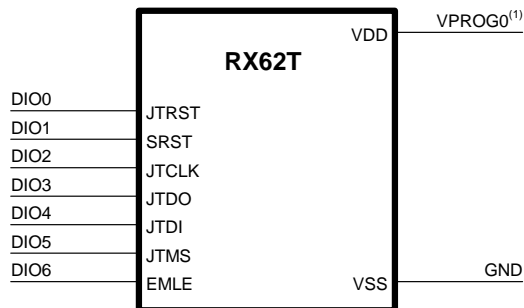 VPROG0(1)
VDD
RX62T
DIO0
JTRST
DIO1
SRST
DIO2
JTCLK
DIO3
JTDO
DIO4
JTDI
DIO5
JTMS
DIO6
EMLE
VSS
GND